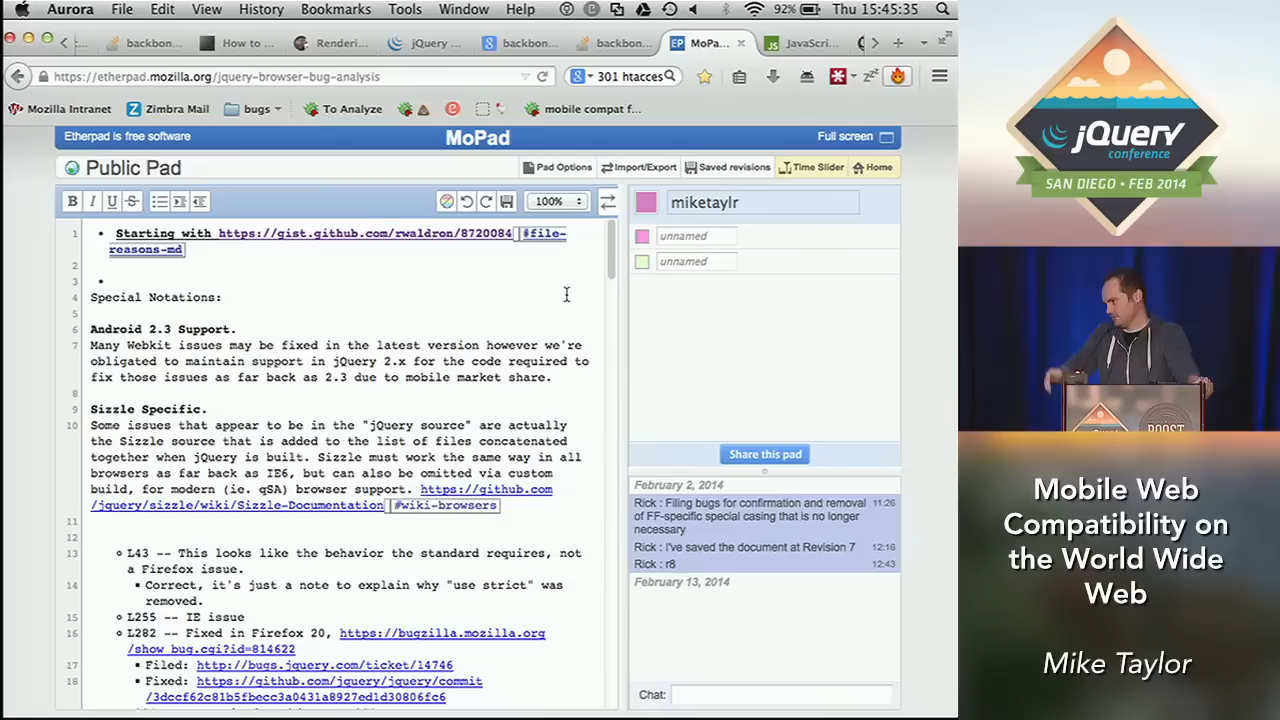 Aurora File Edit View History Bookmarks Tools Window Help 92% Thu 15:45:35
backbon... How to ... Renderi... jQuery ... backbon... backbon... MoPa... JavaScri...
https://etherpad.mozilla.org/jquery-browser-bug-analysis 301 htacces
Mozilla Intranet Zimbra Mail bugs To Analyze mobile compat f...
Etherpad is free software MoPad Full screen
Public Pad Pad Options Import/Export Saved revisions Time Slider Home
B I U S 100% miketaylr
unnamed
unnamed
1 Starting with https://gist.github.com/rwaldron/8720084 #file-
reasons-md
2
3
4 Special Notations:
5
6 Android 2.3 Support.
7 Many Webkit issues may be fixed in the latest version however we're
obligated to maintain support in jQuery 2.x for the code required to
fix those issues as far back as 2.3 due to mobile market share.
8
9 Sizzle Specific.
10 Some issues that appear to be in the "jQuery source" are actually
the Sizzle source that is added to the list of files concatenated
together when jQuery is built. Sizzle must work the same way in all
browsers as far back as IE6, but can also be omitted via custom
build, for modern (ie. qSA) browser support. https://github.com
/jquery/sizzle/wiki/Sizzle-Documentation #wiki-browsers
11
12
13 L43 -- This looks like the behavior the standard requires, not
a Firefox issue.
14 Correct, it's just a note to explain why "use strict" was
removed.
15 L255 -- IE issue
16 L282 -- Fixed in Firefox 20, https://bugzilla.mozilla.org
/show_bug.cgi?id=814622
17 Filed: http://bugs.jquery.com/ticket/14746
18 Fixed: https://github.com/jquery/jquery/commit
/3dccf62c81b5fbecc3a0431a8927ed1d30806fc6
Share this pad
February 2, 2014
Rick : Filing bugs for confirmation and removal 11:26
of FF-specific special casing that is no longer
necessary
Rick : I've saved the document at Revision 7 12:16
Rick : r8 12:43
February 13, 2014
Chat:
jQuery
conference
SAN DIEGO • FEB 2014
Mobile Web
Compatibility on
the World Wide
Web
Mike Taylor